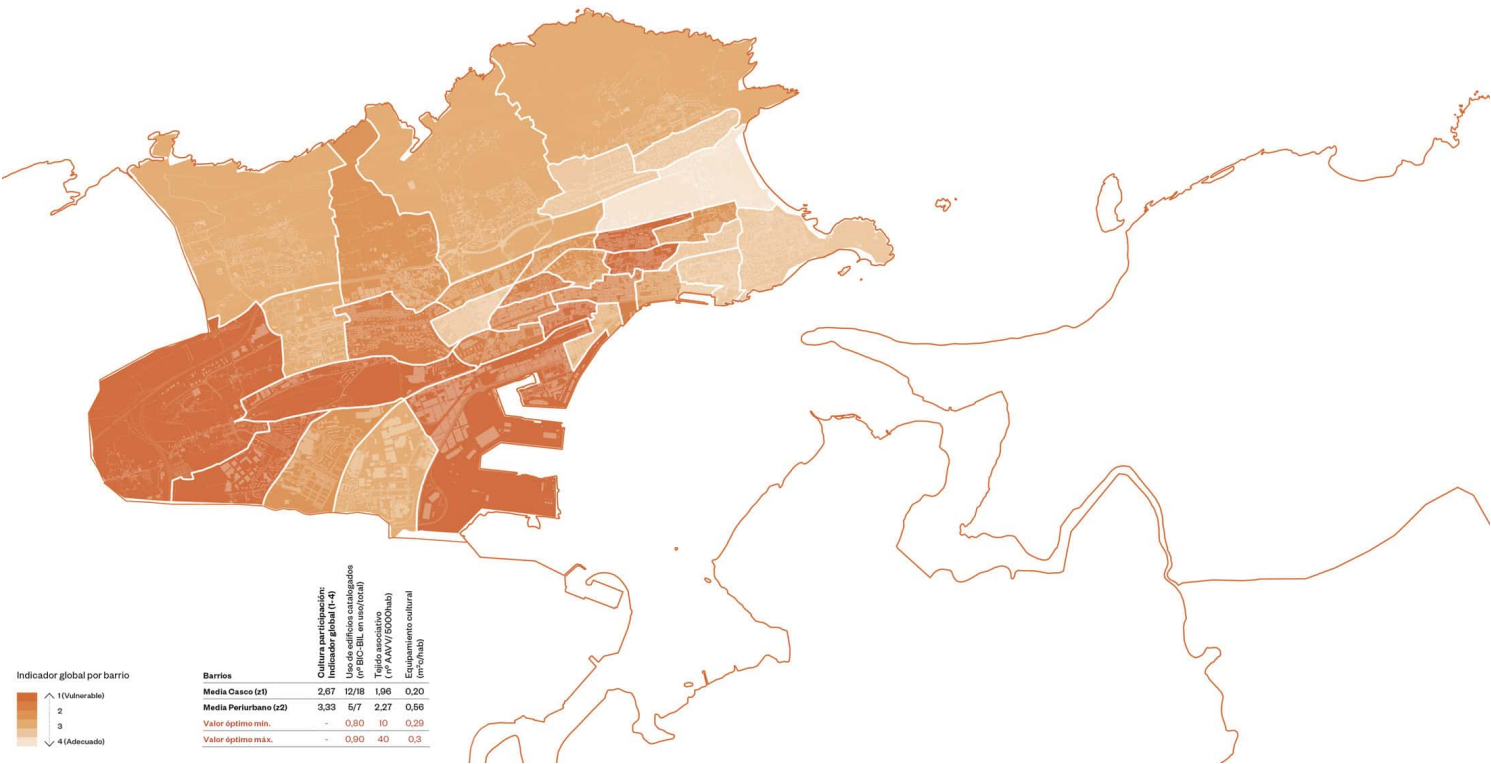 Indicador global por barrio
1 (Vulnerable)
2
3
4 (Adecuado)
Cultura participación:
Indicador global (1-4)
Uso de edificios catalogados
(nº BIC-BIL en uso/total)
Tejido asociativo
(nº AAVV/5000hab)
Equipamiento cultural
(m²c/hab)
Barrios
Media Casco (z1) 2,67 12/18 1,96 0,20
Media Periurbano (z2) 3,33 5/7 2,27 0,56
Valor óptimo mín. - 0,80 10 0,29
Valor óptimo máx. - 0,90 40 0,3